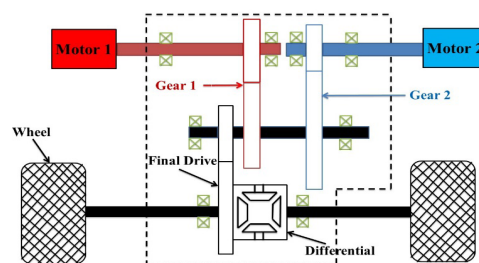 Motor 1
Motor 2
Gear 1
Gear 2
Wheel
Final Drive
Differential